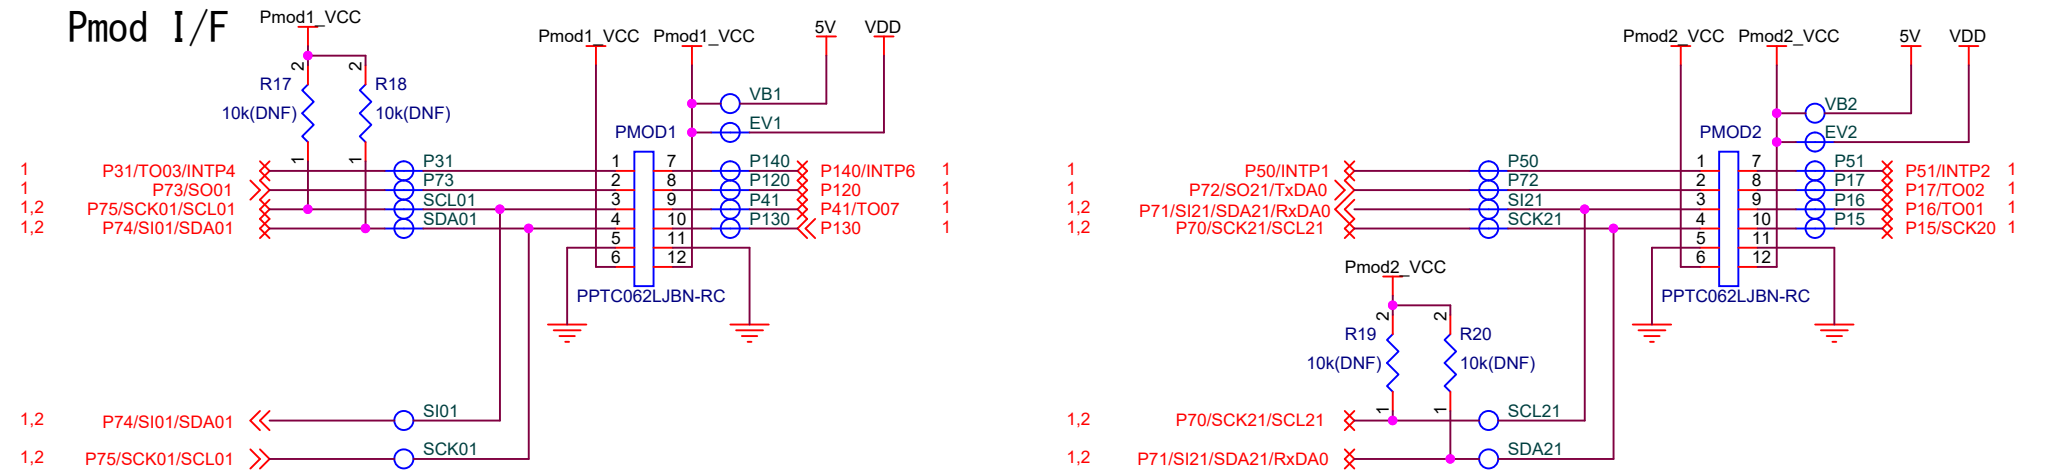 Pmod I/F
Pmod1_VCC
R17
10k(DNF)
2
1
R18
10k(DNF)
2
1
Pmod1_VCC
Pmod1_VCC
5V
VDD
VB1
EV1
PMOD1
1 P31/TO03/INTP4 P31 1 7 P140 P140/INTP6 1
1 P73/SO01 P73 2 8 P120 P120 1
1,2 P75/SCK01/SCL01 SCL01 3 9 P41 P41/TO07 1
1,2 P74/SI01/SDA01 SDA01 4 10 P130 P130 1
5 11
6 12
PPTC062LJBN-RC
1,2 P74/SI01/SDA01 SI01
1,2 P75/SCK01/SCL01 SCK01
Pmod2_VCC
Pmod2_VCC
5V
VDD
VB2
EV2
PMOD2
1 P50/INTP1 P50 1 7 P51 P51/INTP2 1
1 P72/SO21/TxDA0 P72 2 8 P17 P17/TO02 1
1,2 P71/SI21/SDA21/RxDA0 SI21 3 9 P16 P16/TO01 1
1,2 P70/SCK21/SCL21 SCK21 4 10 P15 P15/SCK20 1
5 11
6 12
PPTC062LJBN-RC
Pmod2_VCC
R19
10k(DNF)
2
1
R20
10k(DNF)
2
1
1,2 P70/SCK21/SCL21 SCL21
1,2 P71/SI21/SDA21/RxDA0 SDA21